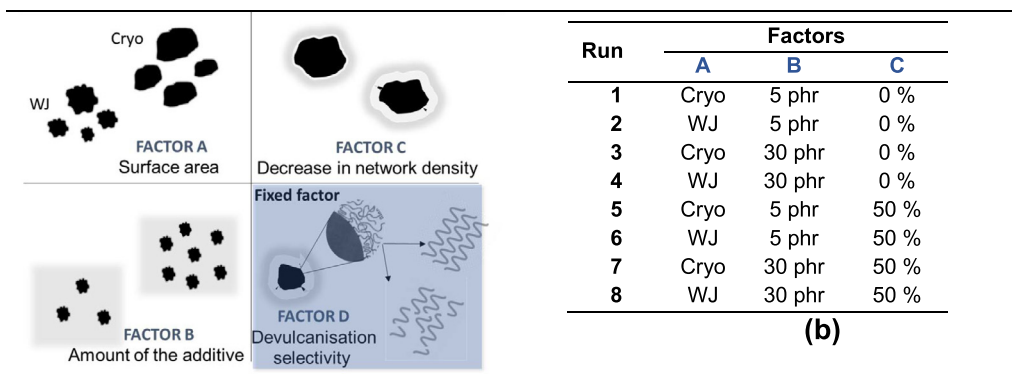 Cryo
WJ
FACTOR A
Surface area
FACTOR C
Decrease in network density
FACTOR B
Amount of the additive
Fixed factor
FACTOR D
Devulcanisation
selectivity
Run Factors
A B C
1 Cryo 5 phr 0 %
2 WJ 5 phr 0 %
3 Cryo 30 phr 0 %
4 WJ 30 phr 0 %
5 Cryo 5 phr 50 %
6 WJ 5 phr 50 %
7 Cryo 30 phr 50 %
8 WJ 30 phr 50 %
(b)